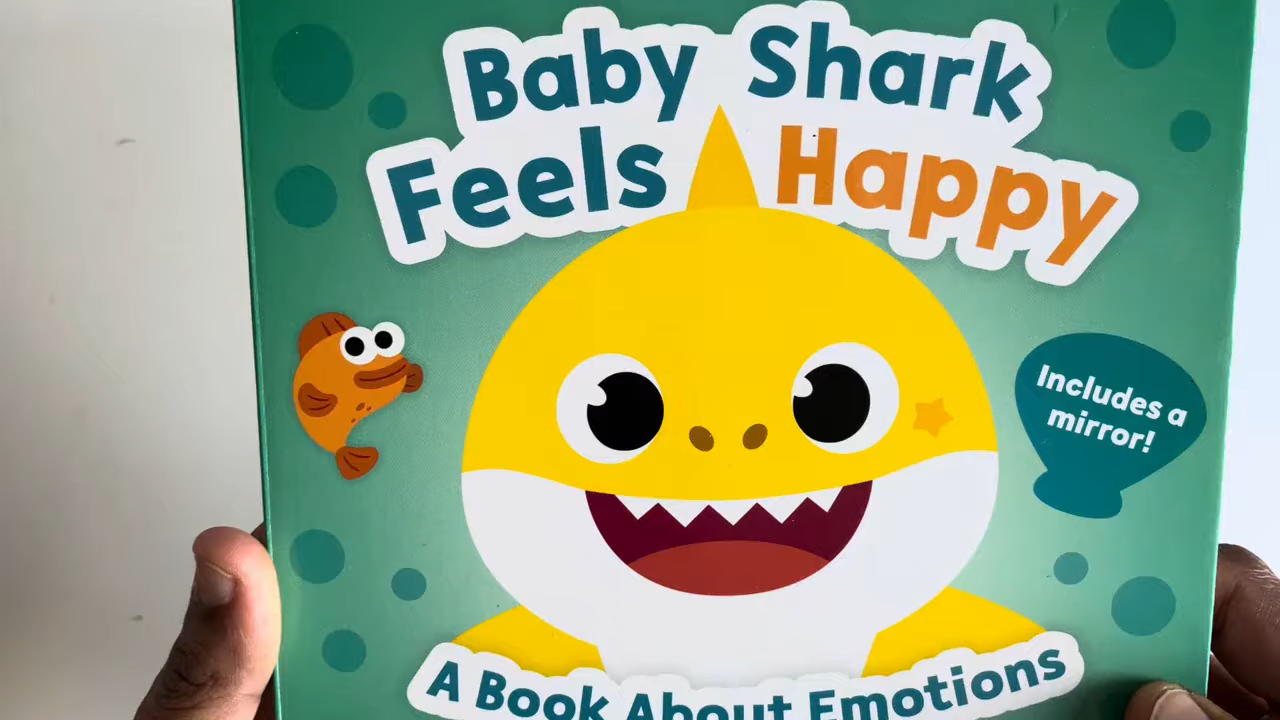 Baby Shark
Feels Happy
Includes a
mirror!
A Book About Emotions